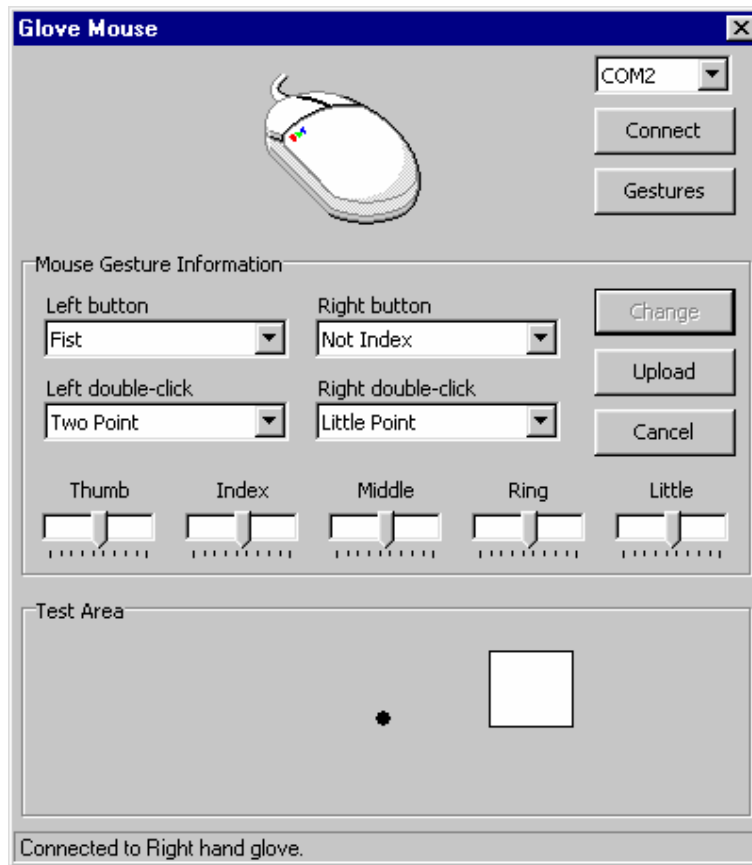 Glove Mouse
COM2
Connect
Gestures
Mouse Gesture Information
Left button
Right button
Fist
Not Index
Change
Left double-click
Right double-click
Upload
Two Point
Little Point
Cancel
Thumb Index Middle Ring Little
Test Area
Connected to Right hand glove.